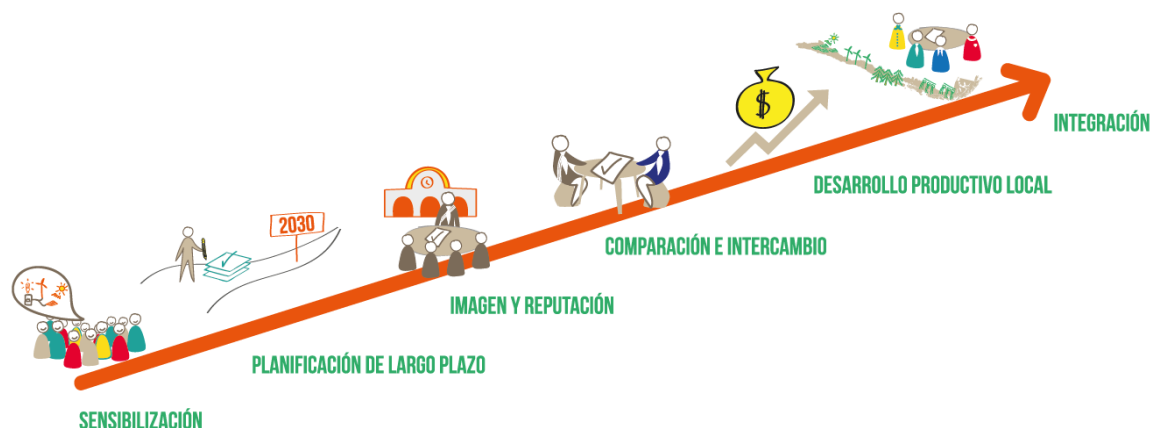 SENSIBILIZACIÓN
PLANIFICACIÓN DE LARGO PLAZO
2030
IMAGEN Y REPUTACIÓN
COMPARACIÓN E INTERCAMBIO
$
DESARROLLO PRODUCTIVO LOCAL
INTEGRACIÓN